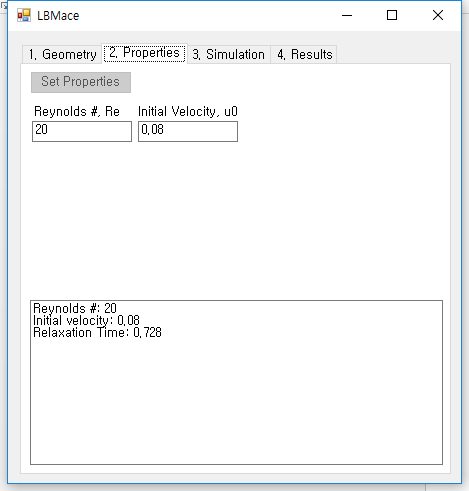 LBMace
1. Geometry
2. Properties
3. Simulation
4. Results
Set Properties
Reynolds #, Re
Initial Velocity, u0
20
0.08
Reynolds #: 20
Initial velocity: 0.08
Relaxation Time: 0.728